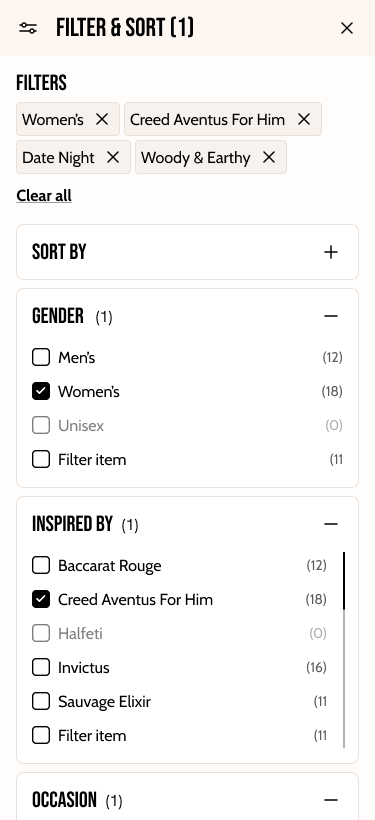 FILTER & SORT (1)
FILTERS
Women's
Creed Aventus For Him
Date Night
Woody & Earthy
Clear all
SORT BY
GENDER (1)
Men's (12)
Women's (18)
Unisex (0)
Filter item (11
INSPIRED BY (1)
Baccarat Rouge (12)
Creed Aventus For Him (18)
Halfeti (0)
Invictus (16)
Sauvage Elixir (11
Filter item (11
OCCASION (1)